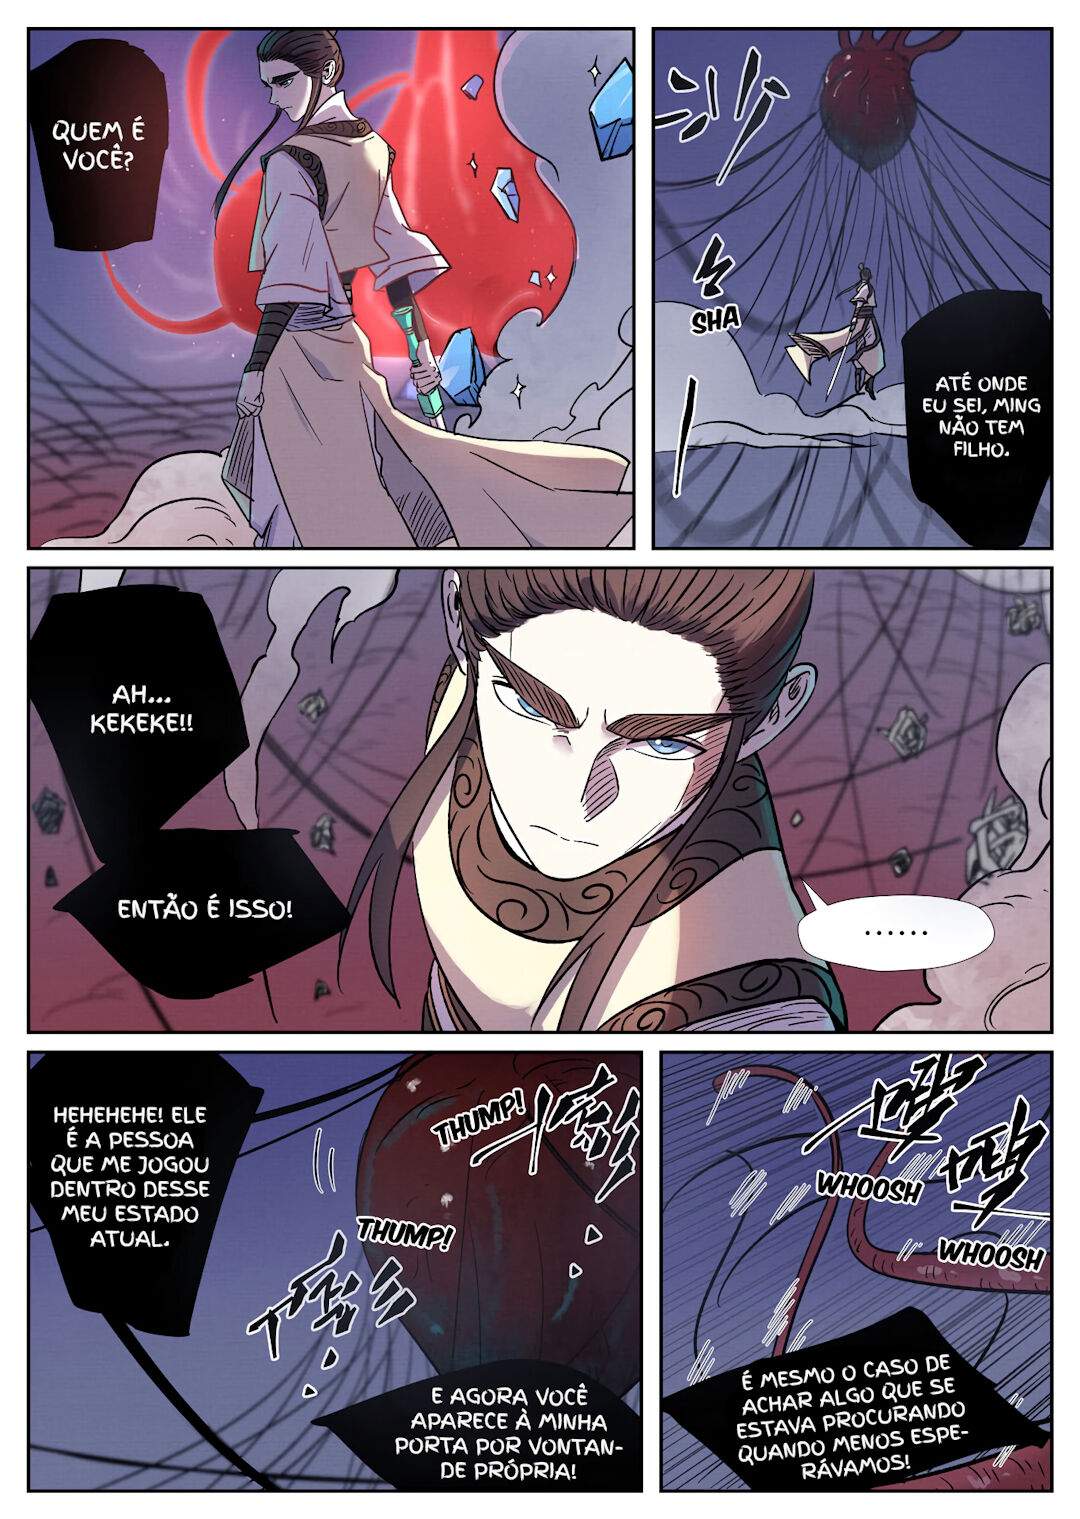 QUEM É
VOCÊ?
SHA
ATÉ ONDE
EU SEI, MING
NÃO TEM
FILHO.
AH...
KEKEKE!!
ENTÃO É ISSO!
......
HEHEHEHE! ELE
É A PESSOA
QUE ME JOGOU
DENTRO DESSE
MEU ESTADO
ATUAL.
THUMP!
THUMP!
E AGORA VOCÊ
APARECE À MINHA
PORTA POR VONTAN-
DE PRÓPRIA!
WHOOSH
WHOOSH
É MESMO O CASO DE
ACHAR ALGO QUE SE
ESTAVA PROCURANDO
QUANDO MENOS ESPE-
RÁVAMOS!